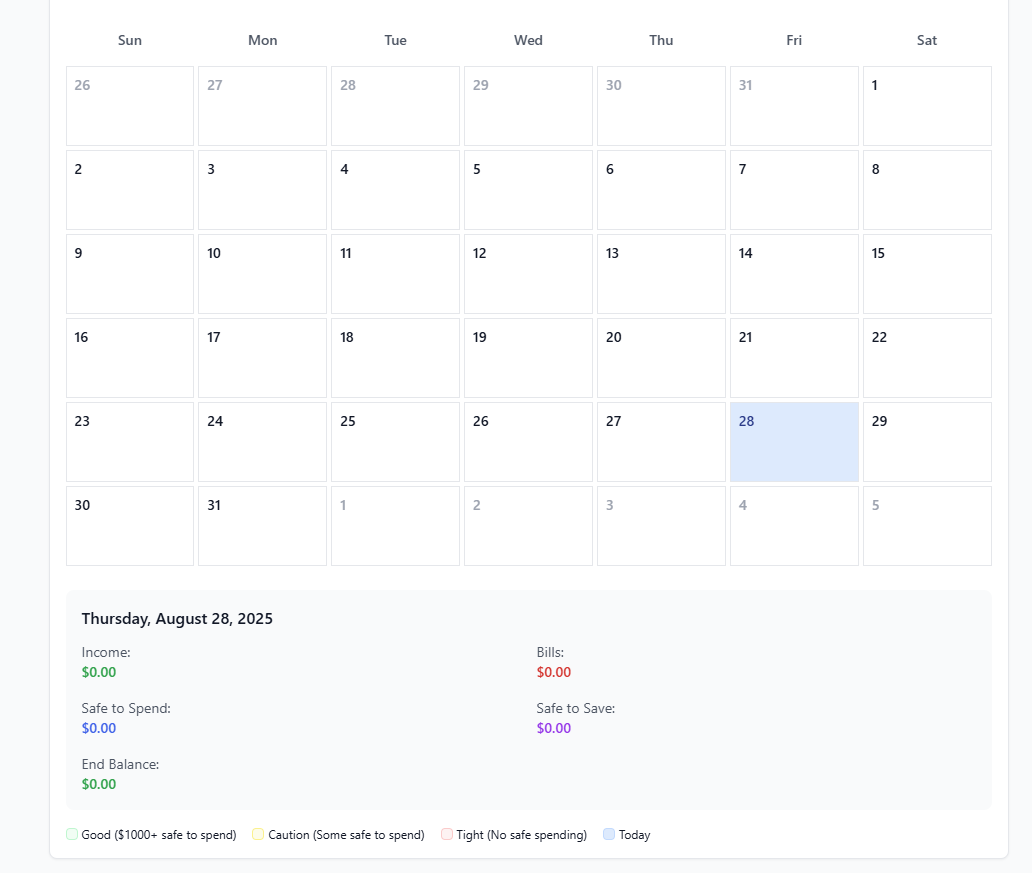 Sun Mon Tue Wed Thu Fri Sat
26 27 28 29 30 31 1
2 3 4 5 6 7 8
9 10 11 12 13 14 15
16 17 18 19 20 21 22
23 24 25 26 27 28 29
30 31 1 2 3 4 5
Thursday, August 28, 2025
Income: Bills:
$0.00 $0.00
Safe to Spend: Safe to Save:
$0.00 $0.00
End Balance:
$0.00
Good ($1000+ safe to spend) Caution (Some safe to spend) Tight (No safe spending) Today